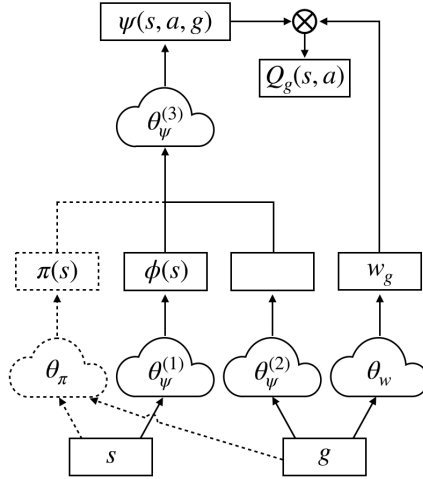 ψ(s, a, g)
⊗
Q_g(s, a)
θ_ψ^(3)
π(s)
ϕ(s)
w_g
θ_π
θ_ψ^(1)
θ_ψ^(2)
θ_w
s
g